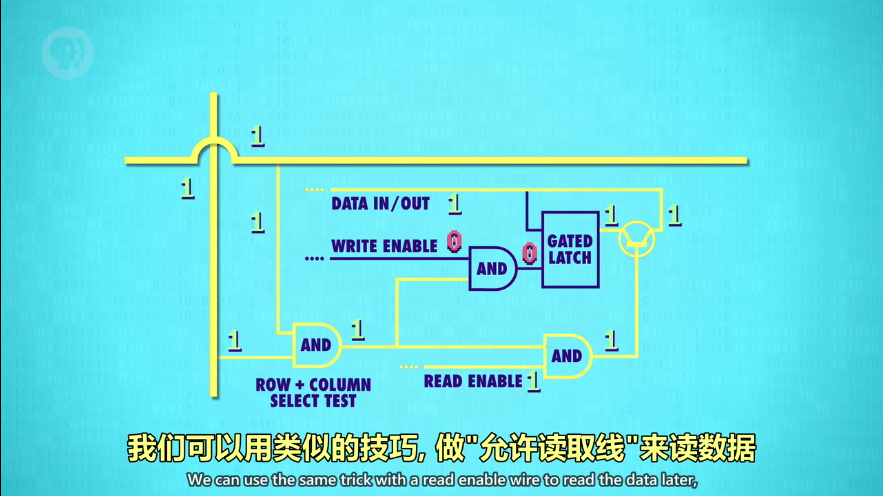 1
1
1
DATA IN/OUT 1
1
1
WRITE ENABLE 0
AND
0
GATED
LATCH
1
AND
1
AND
1
READ ENABLE 1
ROW + COLUMN
SELECT TEST
我们可以用类似的技巧, 做"允许读取线"来读数据
We can use the same trick with a read enable wire to read the data later,